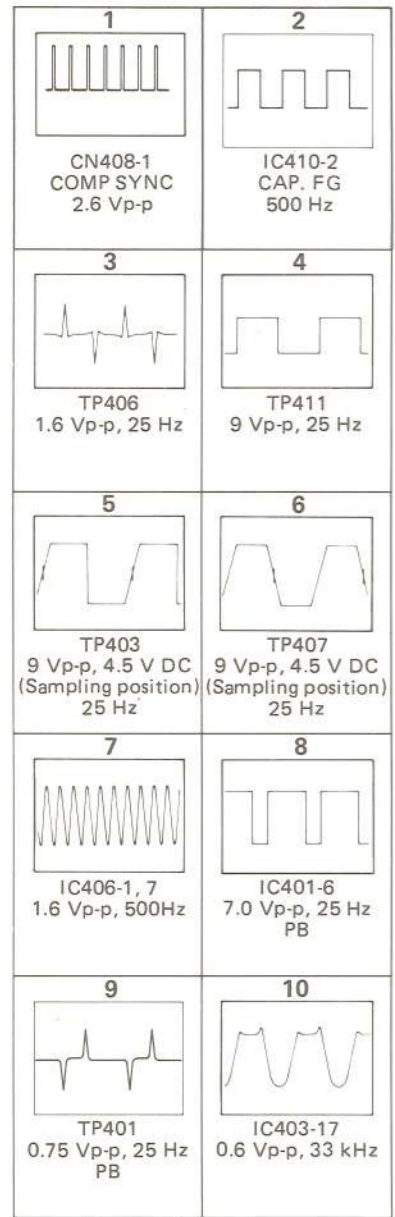 1
CN408-1
COMP SYNC
2.6 Vp-p
2
IC410-2
CAP. FG
500 Hz
3
TP406
1.6 Vp-p, 25 Hz
4
TP411
9 Vp-p, 25 Hz
5
TP403
9 Vp-p, 4.5 V DC
(Sampling position)
25 Hz
6
TP407
9 Vp-p, 4.5 V DC
(Sampling position)
25 Hz
7
IC406-1, 7
1.6 Vp-p, 500Hz
8
IC401-6
7.0 Vp-p, 25 Hz
PB
9
TP401
0.75 Vp-p, 25 Hz
PB
10
IC403-17
0.6 Vp-p, 33 kHz